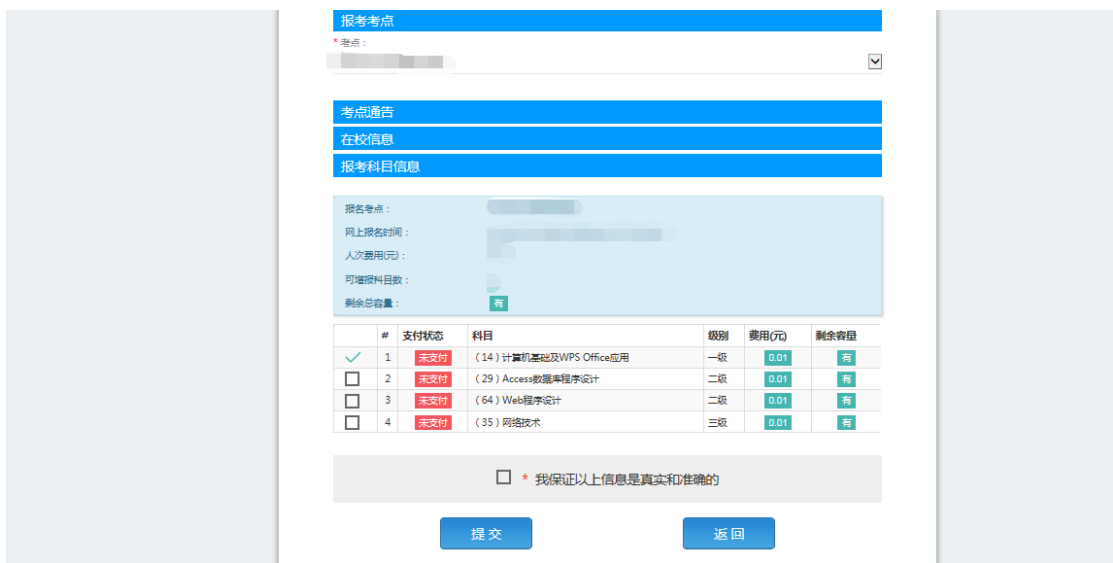 报考考点
* 考点：
考点通告
在校信息
报考科目信息
报名考点：
网上报名时间：
人次费用(元)：
可增报科目数：
剩余总容量： 有
# 支付状态 科目 级别 费用(元) 剩余容量
1 未支付 （14）计算机基础及WPS Office应用 一级 0.01 有
2 未支付 （29）Access数据库程序设计 二级 0.01 有
3 未支付 （64）Web程序设计 二级 0.01 有
4 未支付 （35）网络技术 三级 0.01 有
* 我保证以上信息是真实和准确的
提交 返回